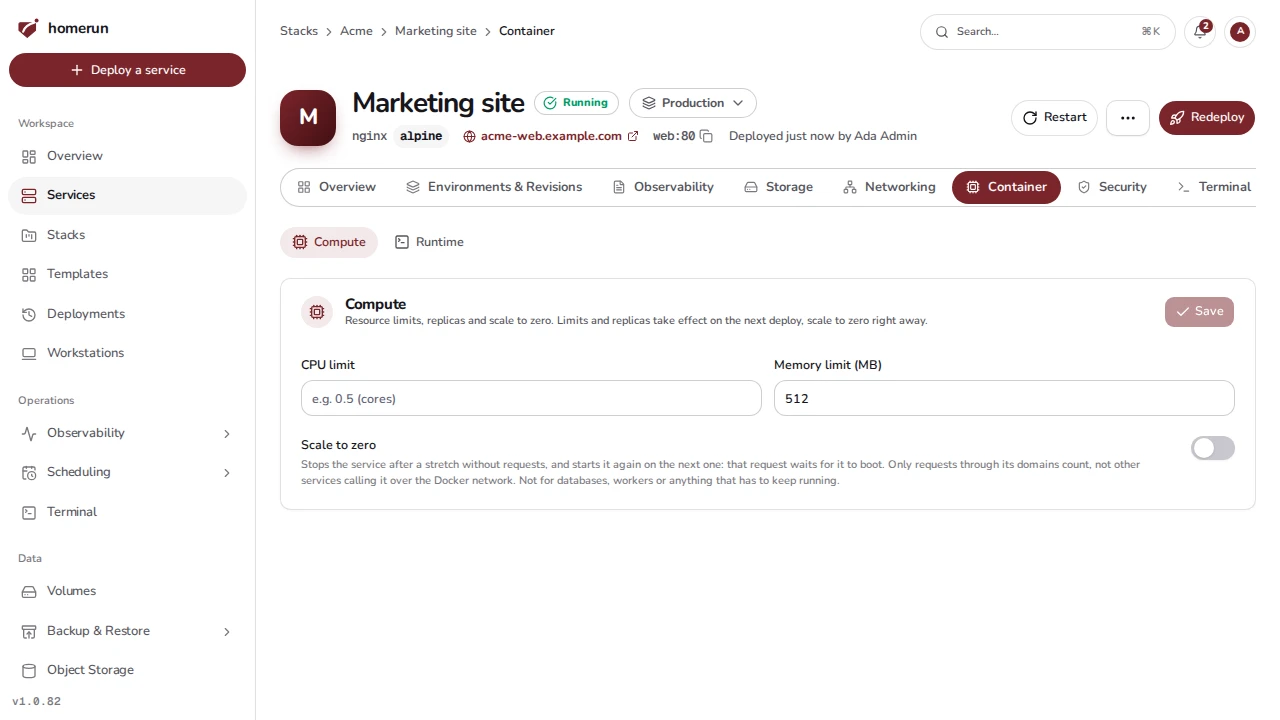 homerun
Deploy a service
Workspace
Overview
Services
Stacks
Templates
Deployments
Workstations
Operations
Observability
Scheduling
Terminal
Data
Volumes
Backup & Restore
Object Storage
v1.0.82
Stacks > Acme > Marketing site > Container
Search... ⌘K
2
A
M
Marketing site Running Production
nginx alpine acme-web.example.com web:80 Deployed just now by Ada Admin
Restart
Redeploy
Overview Environments & Revisions Observability Storage Networking Container Security Terminal
Compute Runtime
Compute
Resource limits, replicas and scale to zero. Limits and replicas take effect on the next deploy, scale to zero right away.
Save
CPU limit Memory limit (MB)
e.g. 0.5 (cores) 512
Scale to zero
Stops the service after a stretch without requests, and starts it again on the next one: that request waits for it to boot. Only requests through its domains count, not other
services calling it over the Docker network. Not for databases, workers or anything that has to keep running.